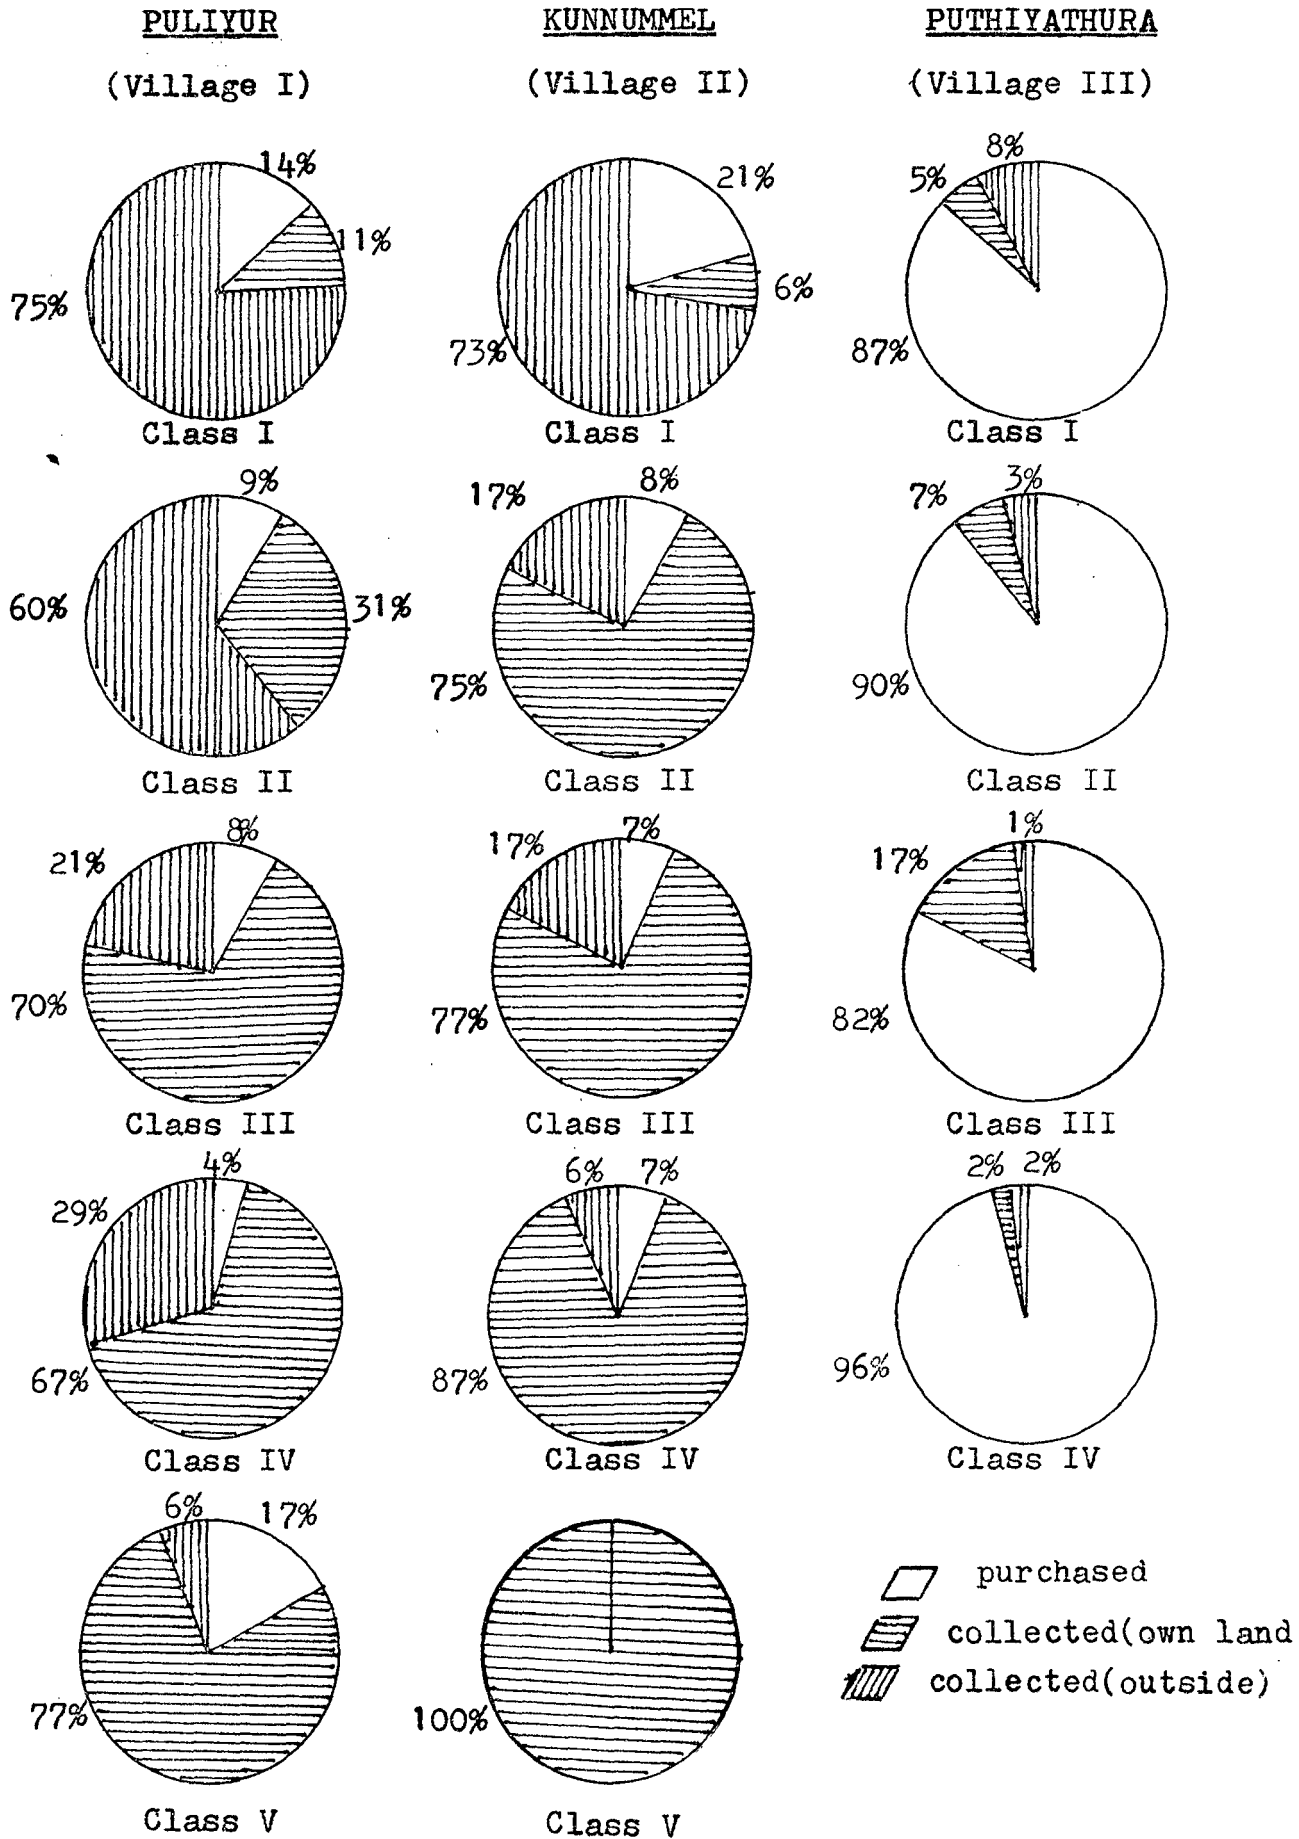 PULIYUR KUNNUMMEL PUTHIYATHURA
(Village I) (Village II) (Village III)
14% 21% 8%
11% 6% 5%
75% 73% 87%
Class I Class I Class I
9% 17% 8% 7% 3%
60% 31% 75% 90%
Class II Class II Class II
21% 8% 17% 7% 17% 1%
70% 77% 82%
Class III Class III Class III
29% 4% 6% 7% 2% 2%
67% 87% 96%
Class IV Class IV Class IV
6% 17%
77% 100%
Class V Class V
purchased
collected(own land
collected(outside)